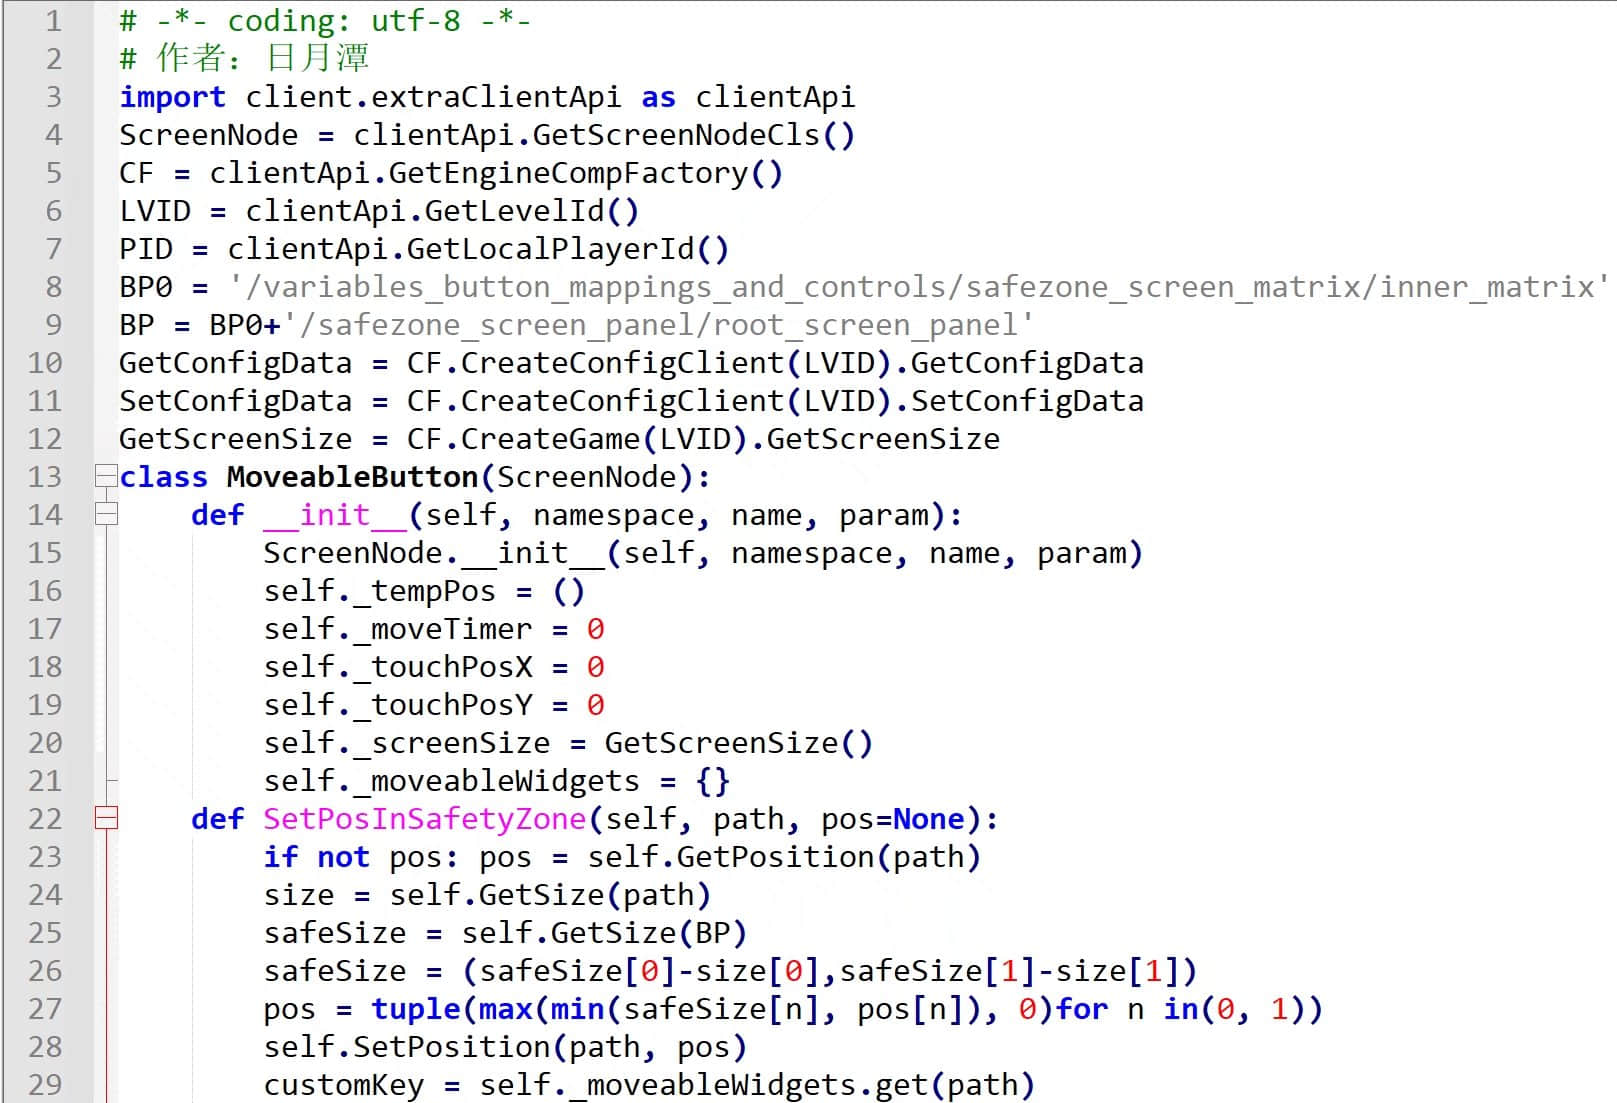 1 # -*- coding: utf-8 -*-
2 # 作者：日月潭
3 import client.extraClientApi as clientApi
4 ScreenNode = clientApi.GetScreenNodeCls()
5 CF = clientApi.GetEngineCompFactory()
6 LVID = clientApi.GetLevelId()
7 PID = clientApi.GetLocalPlayerId()
8 BP0 = '/variables_button_mappings_and_controls/safezone_screen_matrix/inner_matrix'
9 BP = BP0+'/safezone_screen_panel/root_screen_panel'
10 GetConfigData = CF.CreateConfigClient(LVID).GetConfigData
11 SetConfigData = CF.CreateConfigClient(LVID).SetConfigData
12 GetScreenSize = CF.CreateGame(LVID).GetScreenSize
13 class MoveableButton(ScreenNode):
14     def __init__(self, namespace, name, param):
15         ScreenNode.__init__(self, namespace, name, param)
16         self._tempPos = ()
17         self._moveTimer = 0
18         self._touchPosX = 0
19         self._touchPosY = 0
20         self._screenSize = GetScreenSize()
21         self._moveableWidgets = {}
22     def SetPosInSafetyZone(self, path, pos=None):
23         if not pos: pos = self.GetPosition(path)
24         size = self.GetSize(path)
25         safeSize = self.GetSize(BP)
26         safeSize = (safeSize[0]-size[0],safeSize[1]-size[1])
27         pos = tuple(max(min(safeSize[n], pos[n]), 0)for n in(0, 1))
28         self.SetPosition(path, pos)
29         customKey = self._moveableWidgets.get(path)